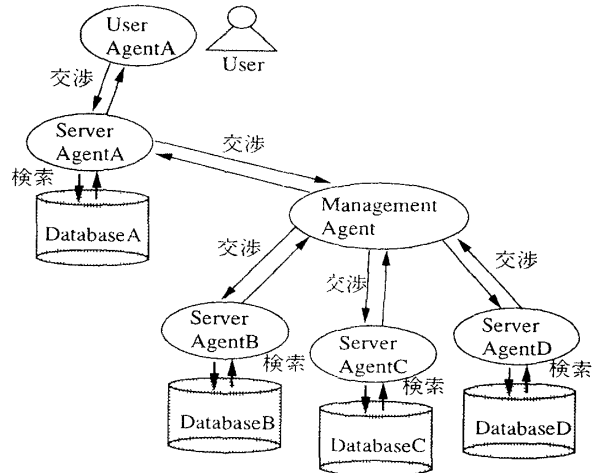 User
AgentA
User
交渉
Server
AgentA
交渉
検索
DatabaseA
Management
Agent
交渉
交渉
交渉
Server
AgentB
Server
AgentC
Server
AgentD
検索
検索
検索
DatabaseB
DatabaseC
DatabaseD